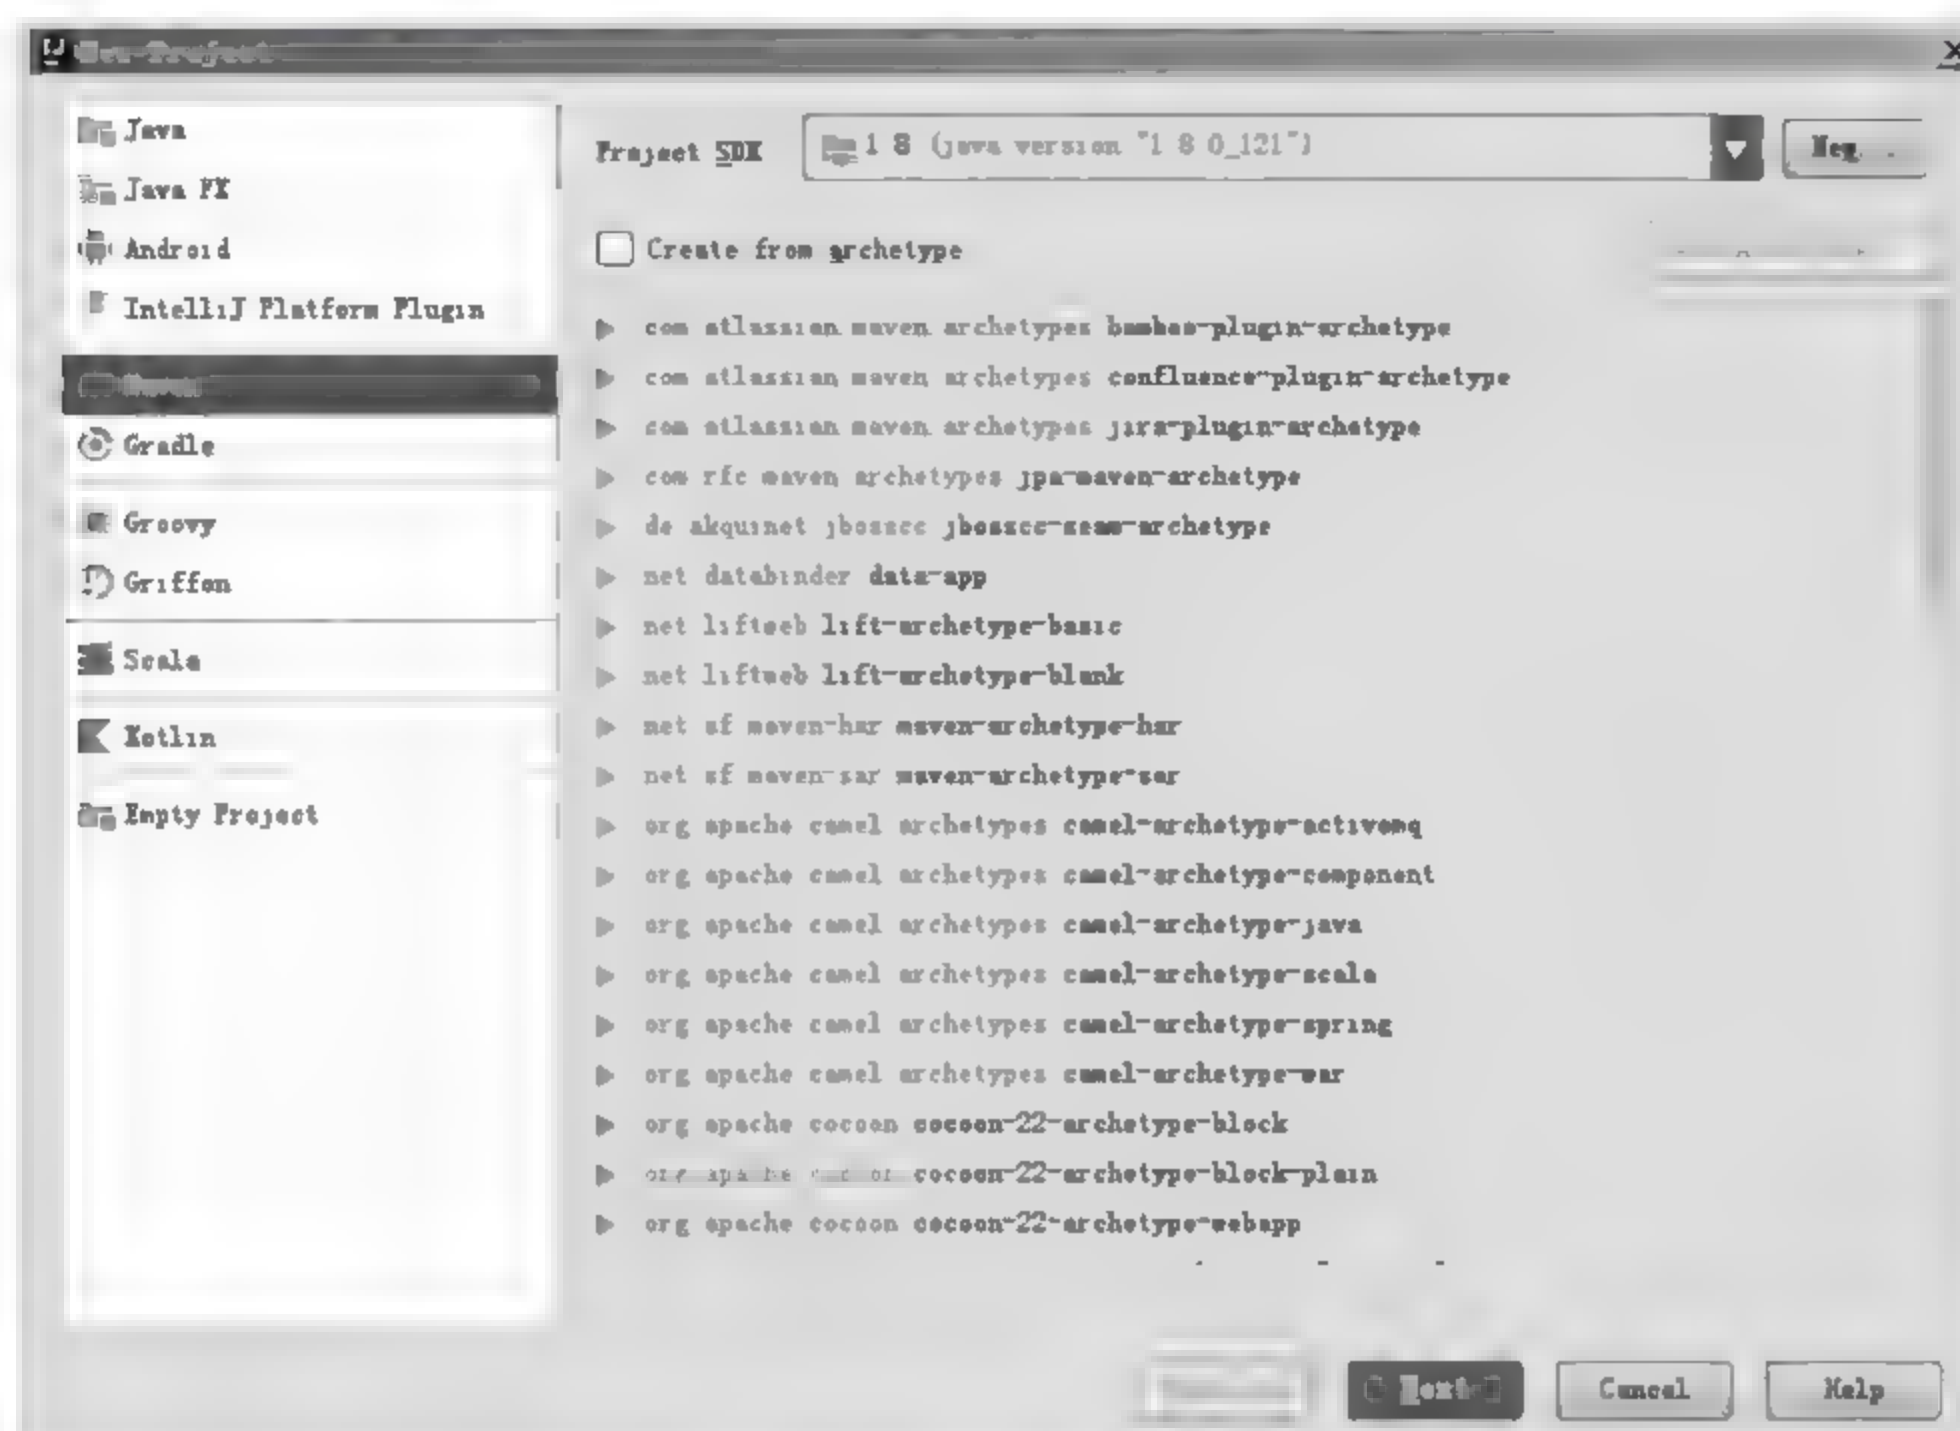 New Project
Java
Java FX
Android
IntelliJ Platform Plugin
Maven
Gradle
Groovy
Griffon
Scala
Kotlin
Empty Project
Project SDK
1 8 (java version "1 8 0_121")
New. .
Create from archetype
com atlassian maven archetypes bamboo-plugin-archetype
com atlassian maven archetypes confluence-plugin-archetype
com atlassian maven archetypes jira-plugin-archetype
com rfc maven archetypes jpa-maven-archetype
de akquinet jbosscc jbosscc-seam-archetype
net databinder data-app
net liftweb lift-archetype-basic
net liftweb lift-archetype-blank
net sf maven-har maven-archetype-har
net sf maven-sar maven-archetype-sar
org apache camel archetypes camel-archetype-activemq
org apache camel archetypes camel-archetype-component
org apache camel archetypes camel-archetype-java
org apache camel archetypes camel-archetype-scala
org apache camel archetypes camel-archetype-spring
org apache camel archetypes camel-archetype-war
org apache cocoon cocoon-22-archetype-block
org apache cocoon cocoon-22-archetype-block-plain
org apache cocoon cocoon-22-archetype-webapp
Next
Cancel
Help